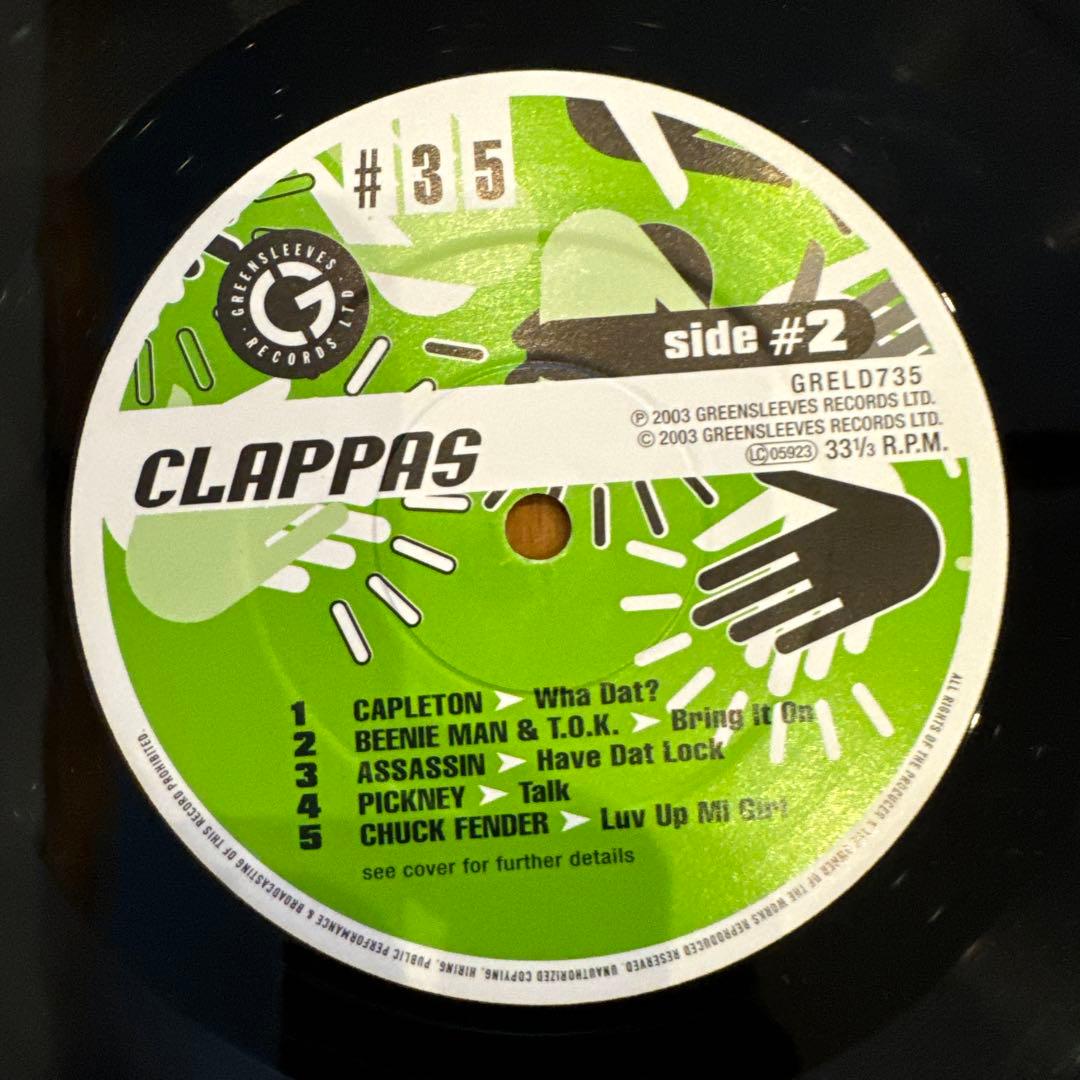 #35
GREENSLEEVES
RECORDS LTD
G
side #2
GRELD735
℗ 2003 GREENSLEEVES RECORDS LTD.
© 2003 GREENSLEEVES RECORDS LTD.
LC 05923 33⅓ R.P.M.
CLAPPAS
1 CAPLETON ➤ Wha Dat?
2 BEENIE MAN & T.O.K. ➤ Bring It On
3 ASSASSIN ➤ Have Dat Lock
4 PICKNEY ➤ Talk
5 CHUCK FENDER ➤ Luv Up Mi Girl
see cover for further details
ALL RIGHTS OF THE PRODUCER & THE OWNER OF THE WORKS REPRODUCED RESERVED. UNAUTHORIZED COPYING, HIRING, PUBLIC PERFORMANCE & BROADCASTING OF THIS RECORD PROHIBITED.